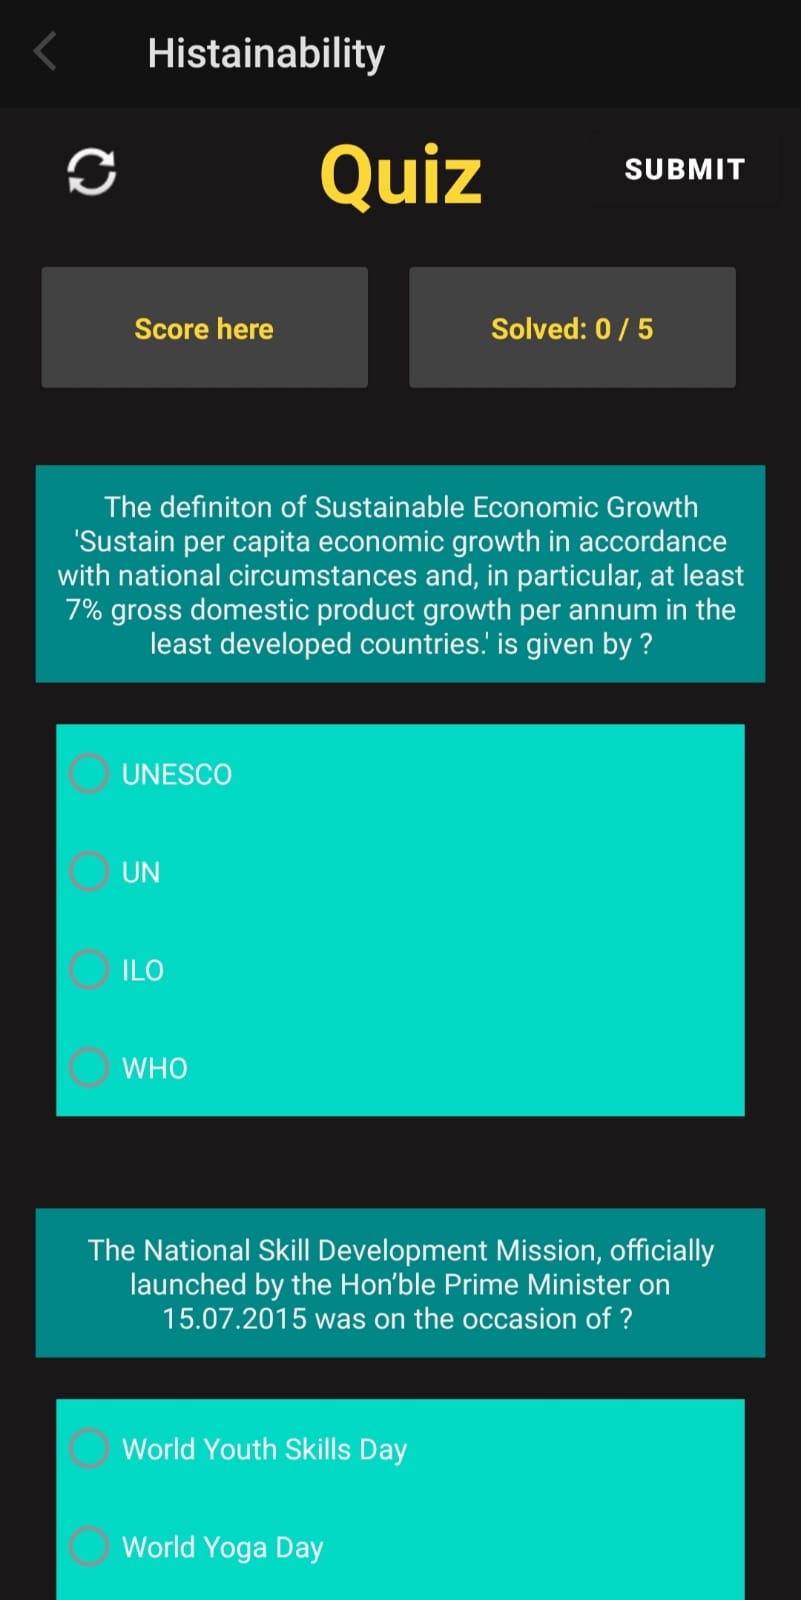 Histainability
Quiz
SUBMIT
Score here
Solved: 0 / 5
The definiton of Sustainable Economic Growth
'Sustain per capita economic growth in accordance
with national circumstances and, in particular, at least
7% gross domestic product growth per annum in the
least developed countries.' is given by ?
UNESCO
UN
ILO
WHO
The National Skill Development Mission, officially
launched by the Hon’ble Prime Minister on
15.07.2015 was on the occasion of ?
World Youth Skills Day
World Yoga Day